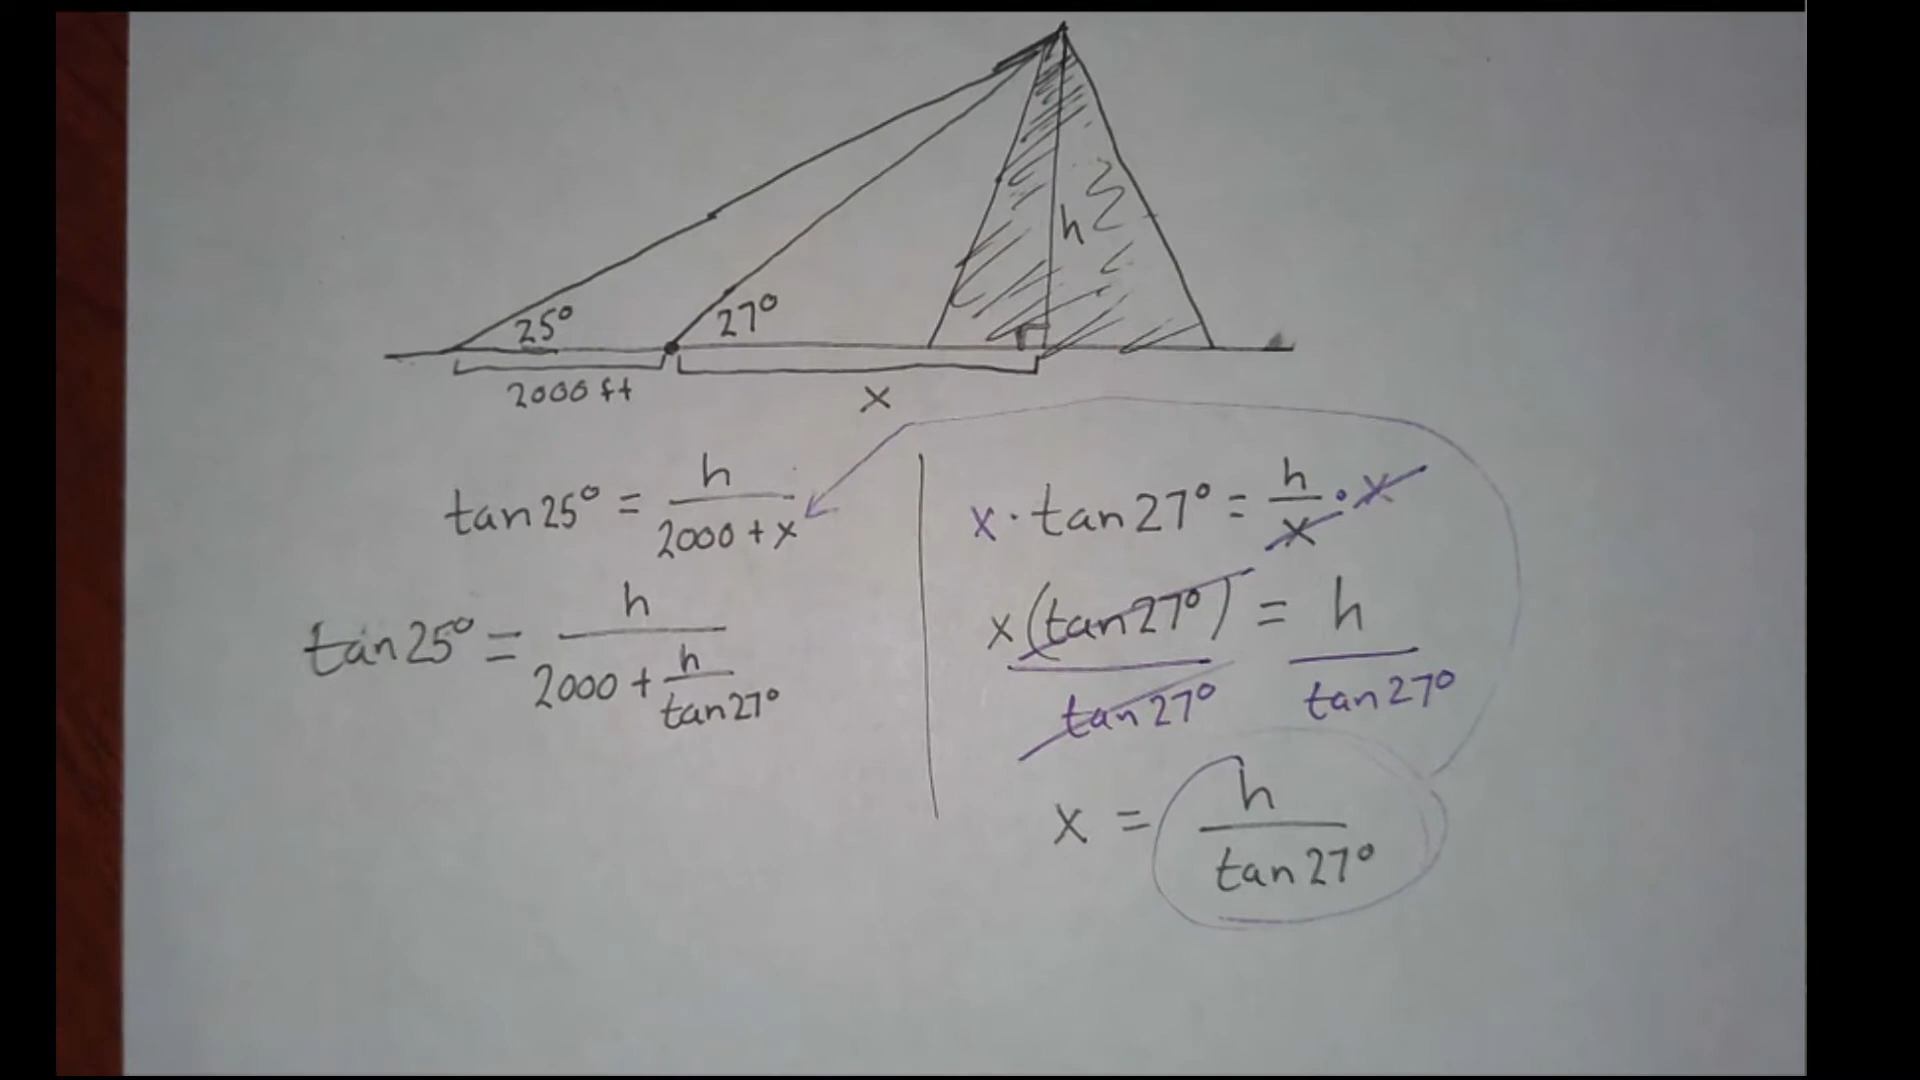 h
25° 27°
2000 ft x
tan 25° = h / (2000 + x)
tan 25° = h / (2000 + h / tan 27°)
x · tan 27° = h / x · x
x (tan 27°) / tan 27° = h / tan 27°
x = h / tan 27°